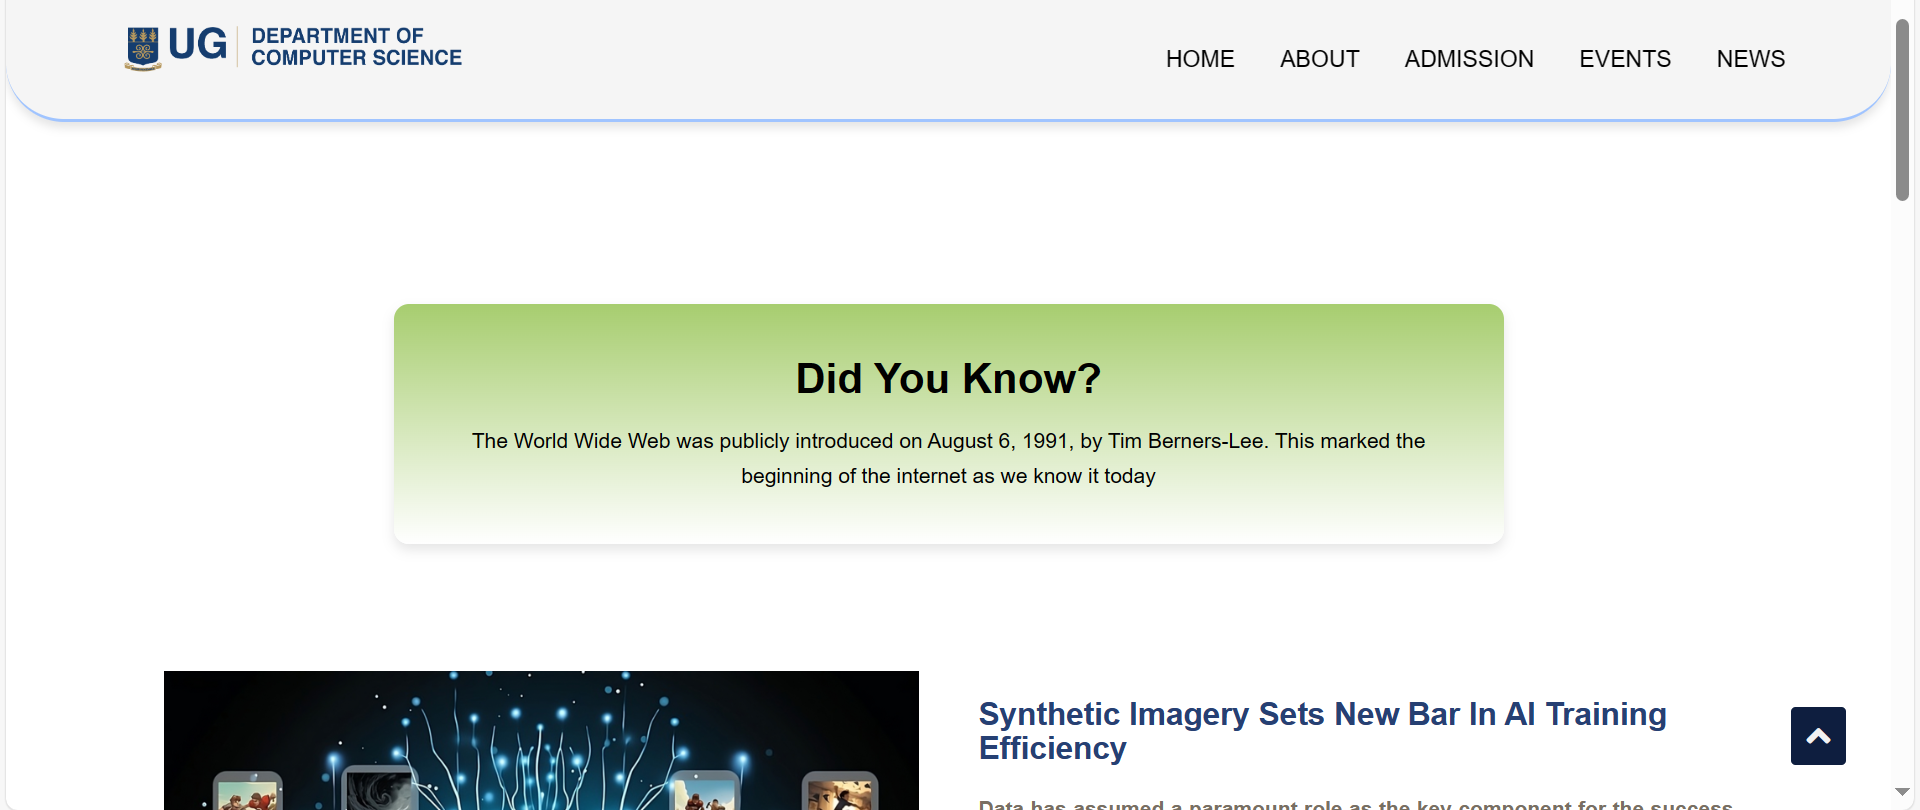 UG
DEPARTMENT OF
COMPUTER SCIENCE
HOME ABOUT ADMISSION EVENTS NEWS
Did You Know?
The World Wide Web was publicly introduced on August 6, 1991, by Tim Berners-Lee. This marked the
beginning of the internet as we know it today
Synthetic Imagery Sets New Bar In AI Training
Efficiency
Data has assumed a paramount role as the key component for the success